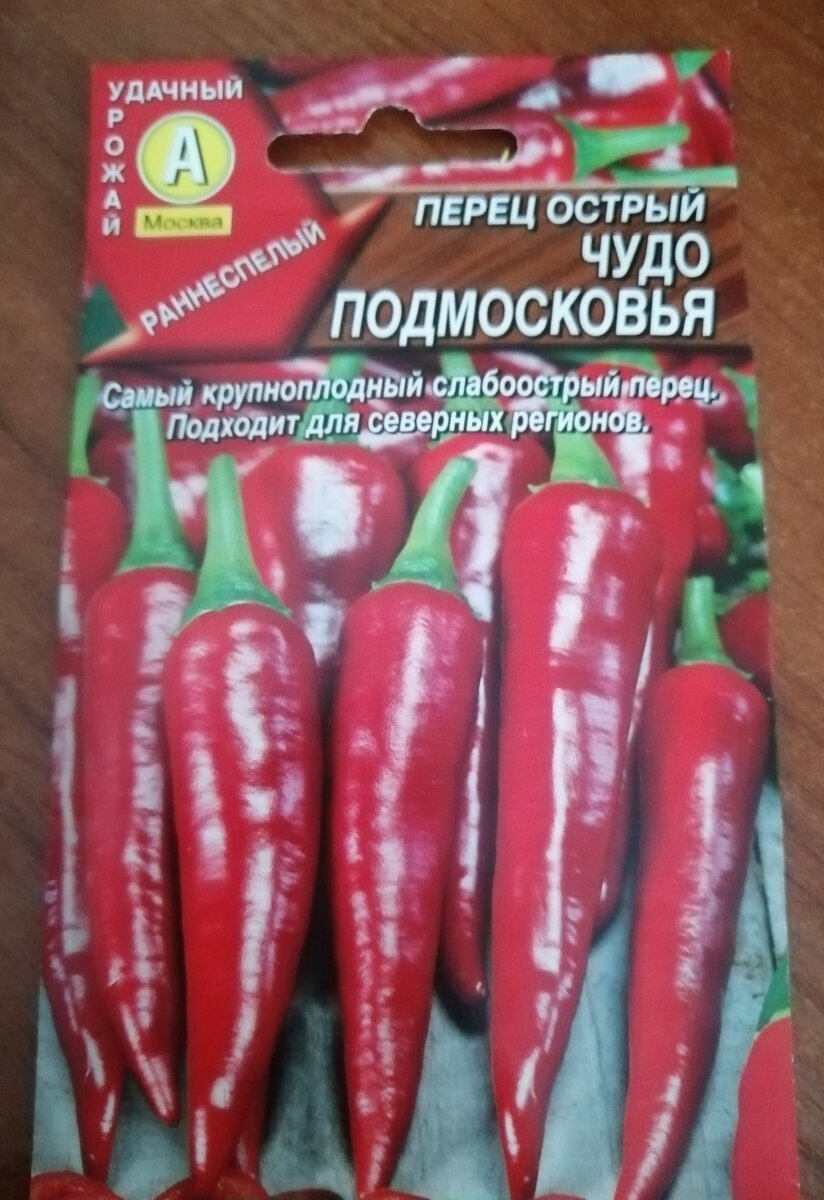 УДАЧНЫЙ
УРОЖАЙ
А
Москва
РАННЕСПЕЛЫЙ
ПЕРЕЦ ОСТРЫЙ
ЧУДО
ПОДМОСКОВЬЯ
Самый крупноплодный слабоострый перец.
Подходит для северных регионов.